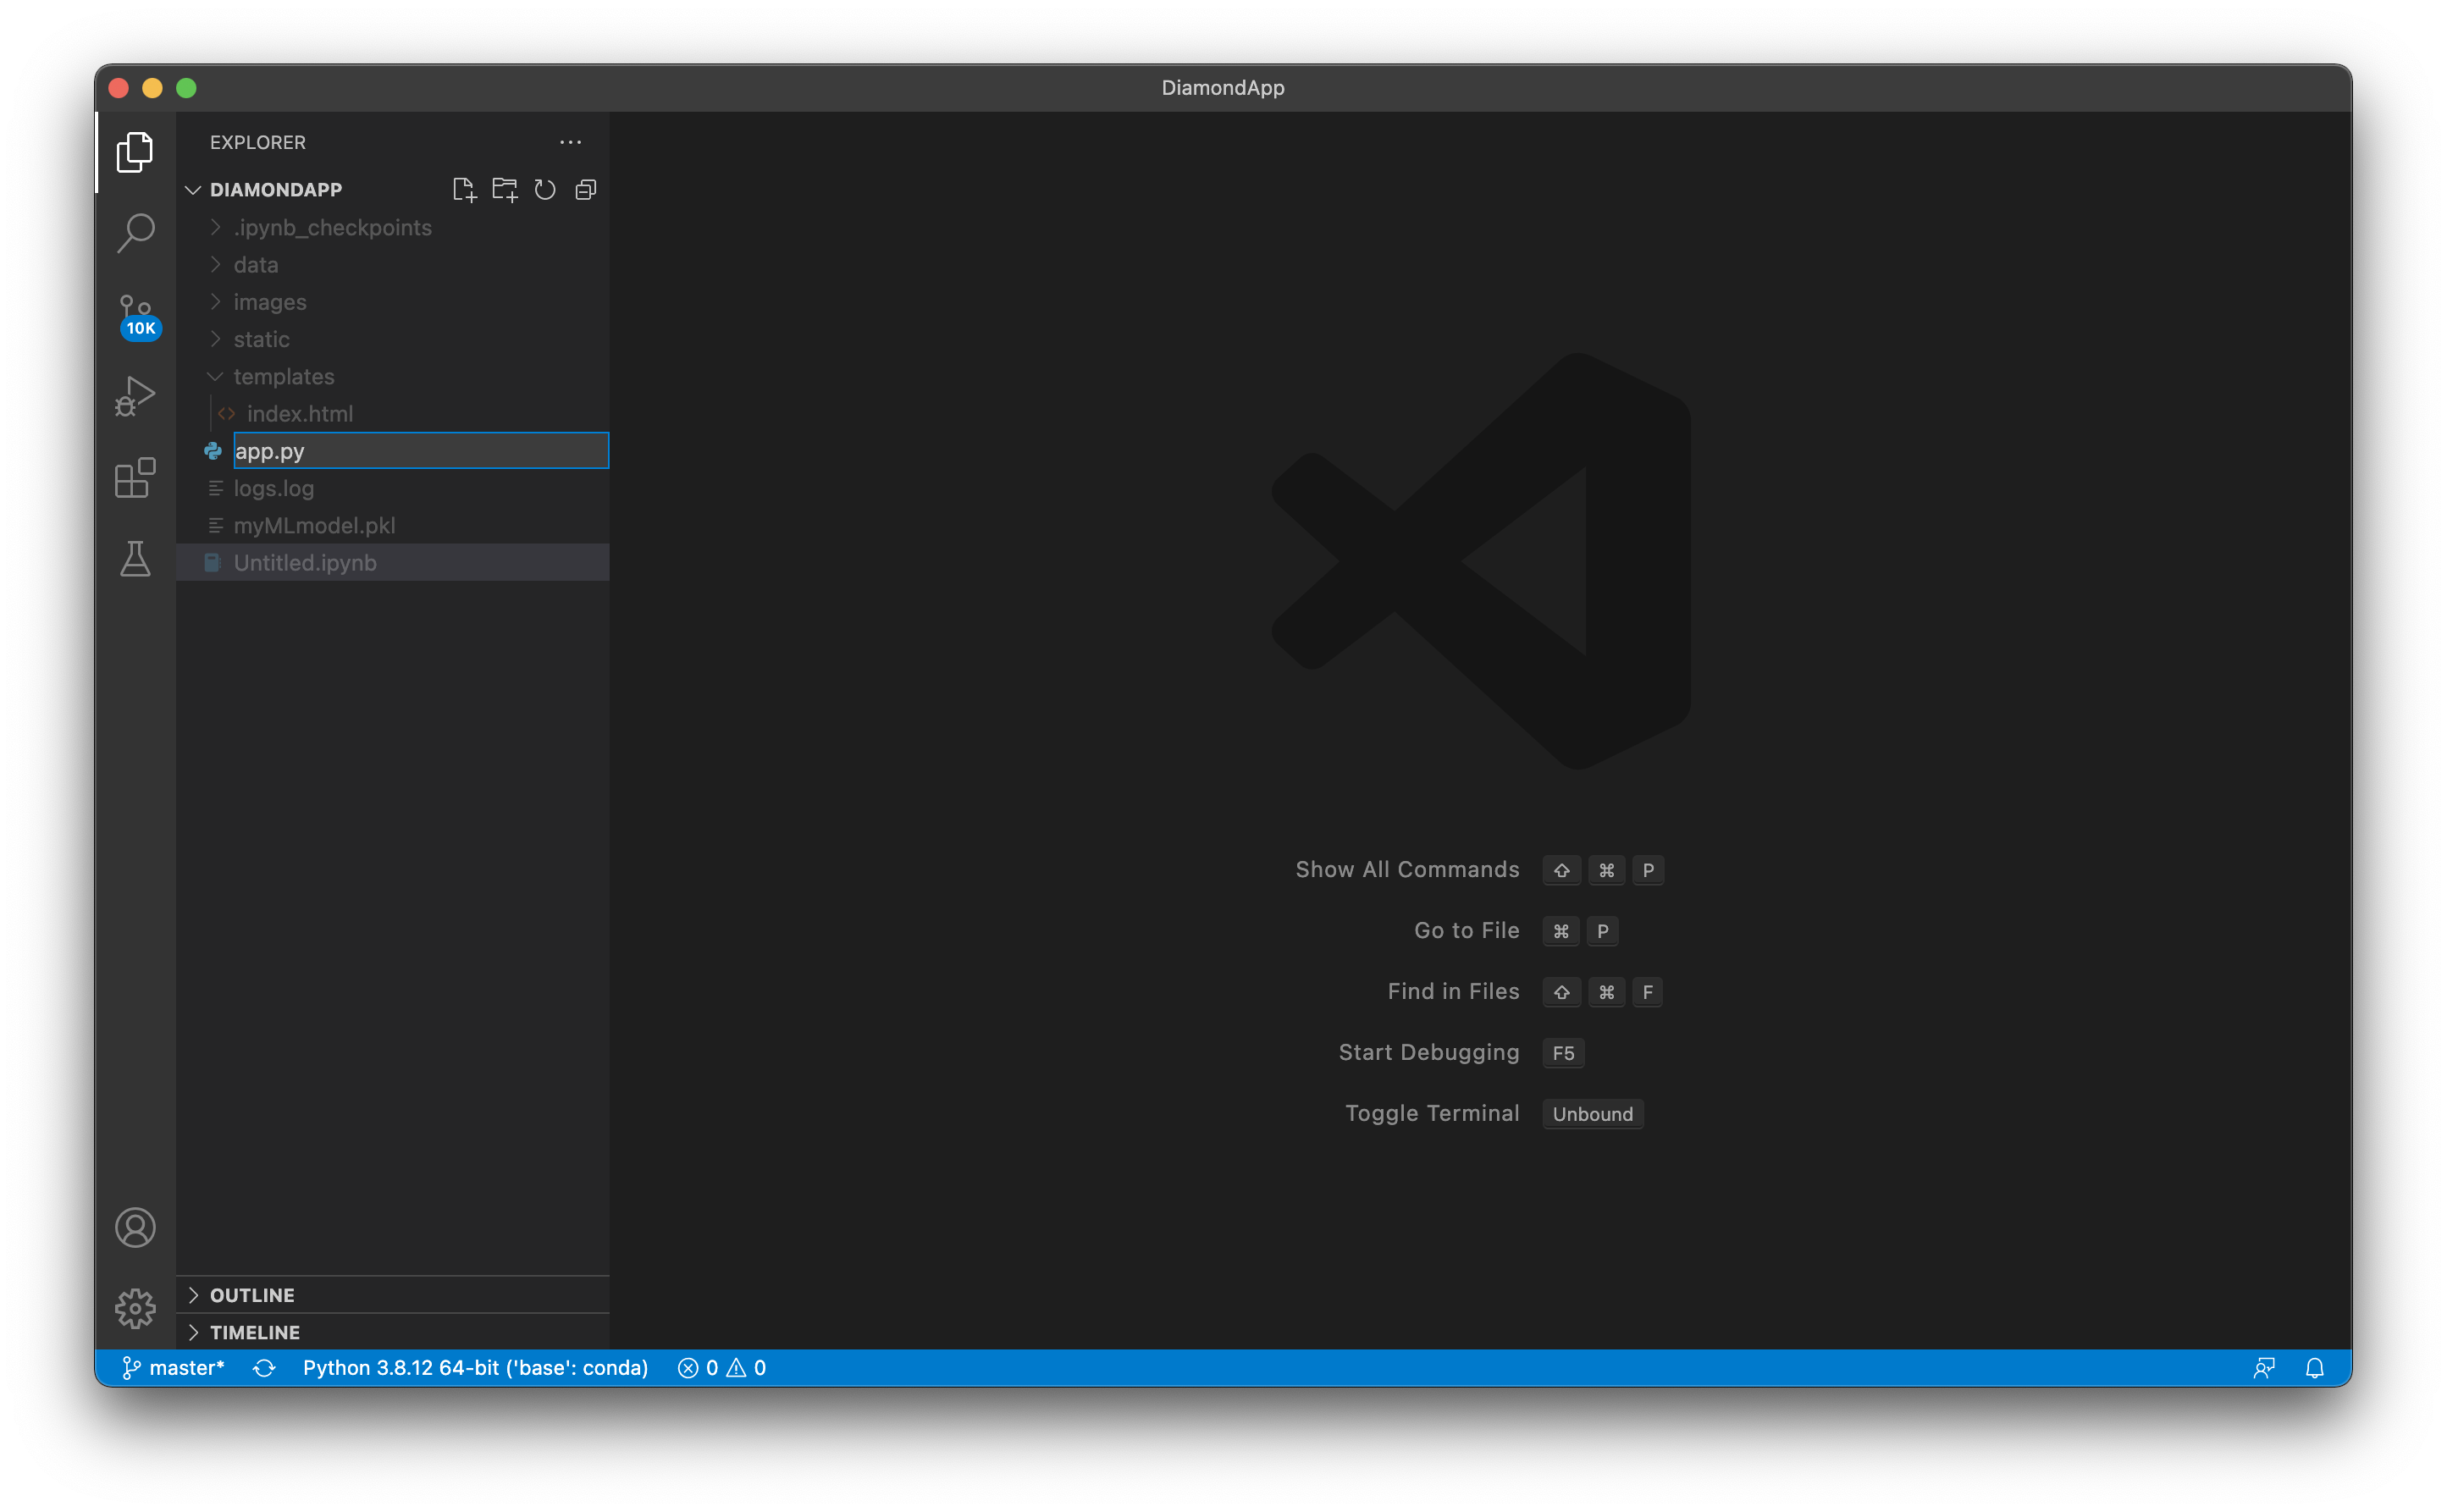 DiamondApp
EXPLORER
DIAMONDAPP
.ipynb_checkpoints
data
images
static
templates
index.html
app.py
logs.log
myMLmodel.pkl
Untitled.ipynb
10K
Show All Commands ⇧ ⌘ P
Go to File ⌘ P
Find in Files ⇧ ⌘ F
Start Debugging F5
Toggle Terminal Unbound
OUTLINE
TIMELINE
master* Python 3.8.12 64-bit ('base': conda) 0 0